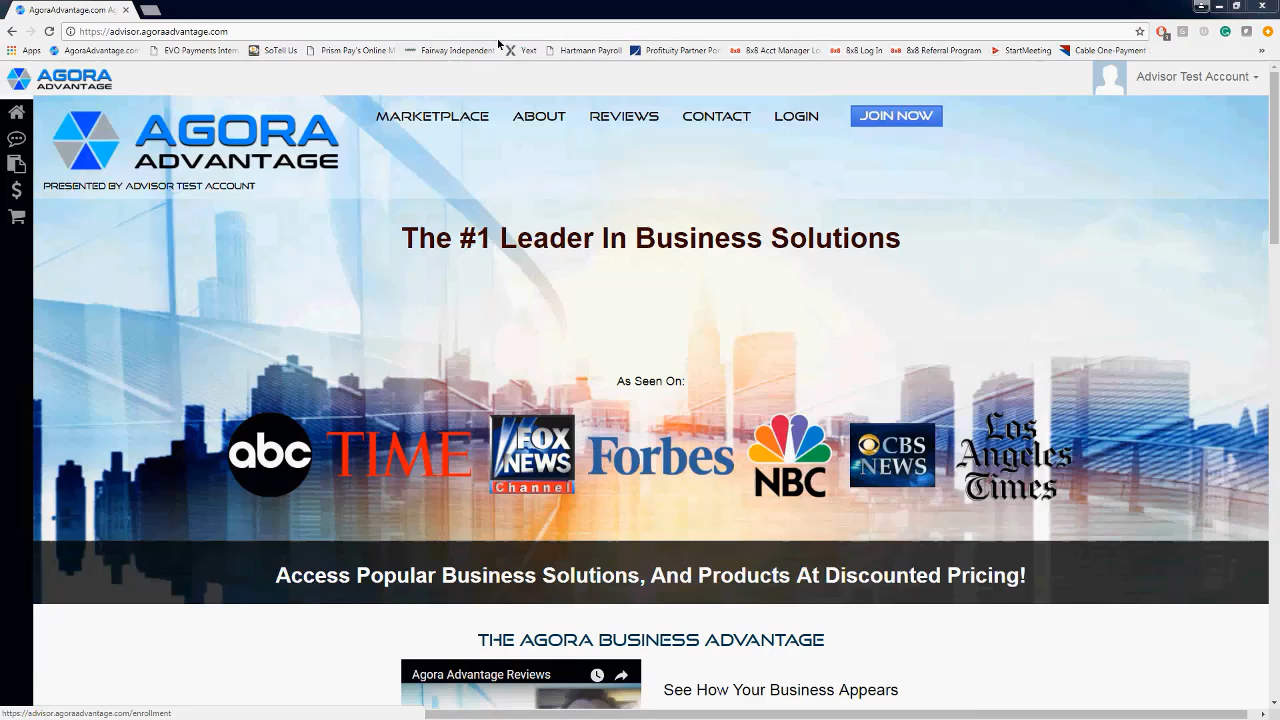 AgoraAdvantage.com Ag
https://advisor.agoraadvantage.com
Apps AgoraAdvantage.com EVO Payments Intern SoTellUs Prism Pay's Online M Fairway Independent Yext Hartmann Payroll Profituity Partner 8x8 Acct Manager Lo 8x8 Log In 8x8 Referral Program StartMeeting Cable One-Payment
AGORA
ADVANTAGE
Advisor Test Account
AGORA
ADVANTAGE
PRESENTED BY ADVISOR TEST ACCOUNT
MARKETPLACE ABOUT REVIEWS CONTACT LOGIN JOIN NOW
The #1 Leader In Business Solutions
As Seen On:
abc
TIME
FOX
NEWS
Channel
Forbes
NBC
CBS
NEWS
Los
Angeles
Times
Access Popular Business Solutions, And Products At Discounted Pricing!
THE AGORA BUSINESS ADVANTAGE
Agora Advantage Reviews
See How Your Business Appears
https://advisor.agoraadvantage.com/enrollment